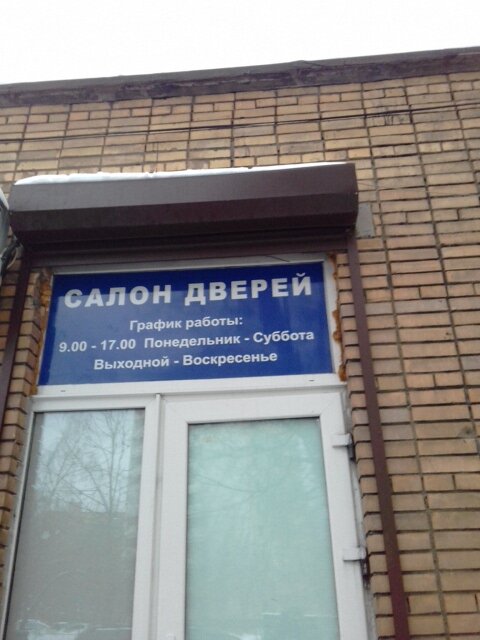 САЛОН ДВЕРЕЙ
График работы:
9.00 - 17.00 Понедельник - Суббота
Выходной - Воскресенье